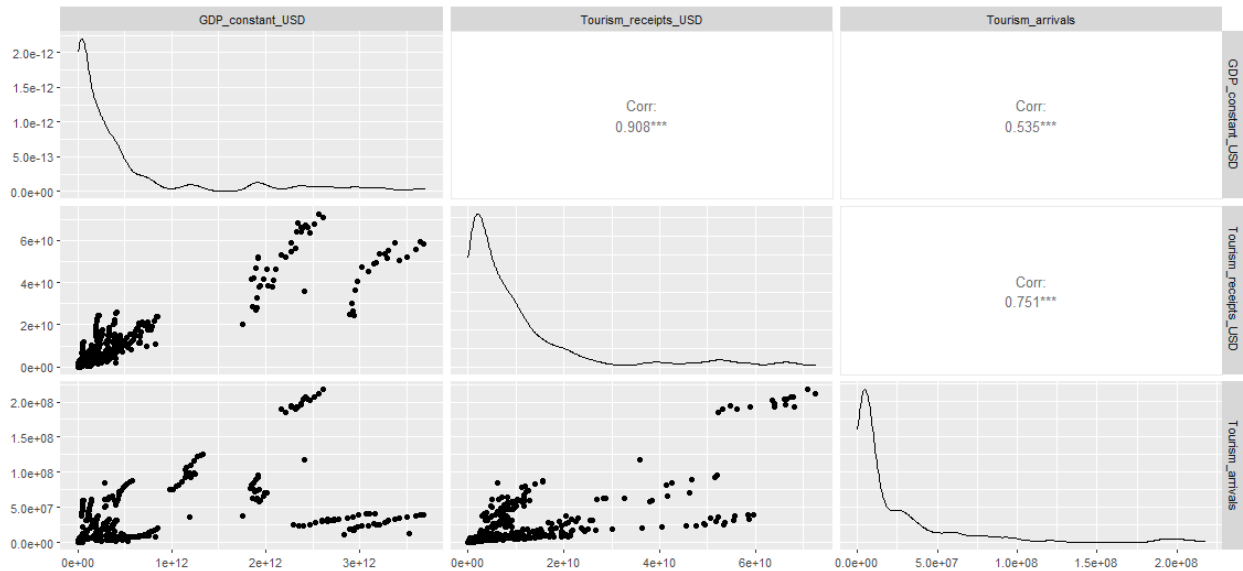 GDP_constant_USD
Tourism_receipts_USD
Tourism_arrivals
2.0e-12
1.5e-12
1.0e-12
5.0e-13
0.0e+00
Corr:
0.908***
Corr:
0.535***
GDP_constant_USD
6e+10
4e+10
2e+10
0e+00
Corr:
0.751***
Tourism_receipts_USD
2.0e+08
1.5e+08
1.0e+08
5.0e+07
0.0e+00
Tourism_arrivals
0e+00
1e+12
2e+12
3e+12
0e+00
2e+10
4e+10
6e+10
0.0e+00
5.0e+07
1.0e+08
1.5e+08
2.0e+08